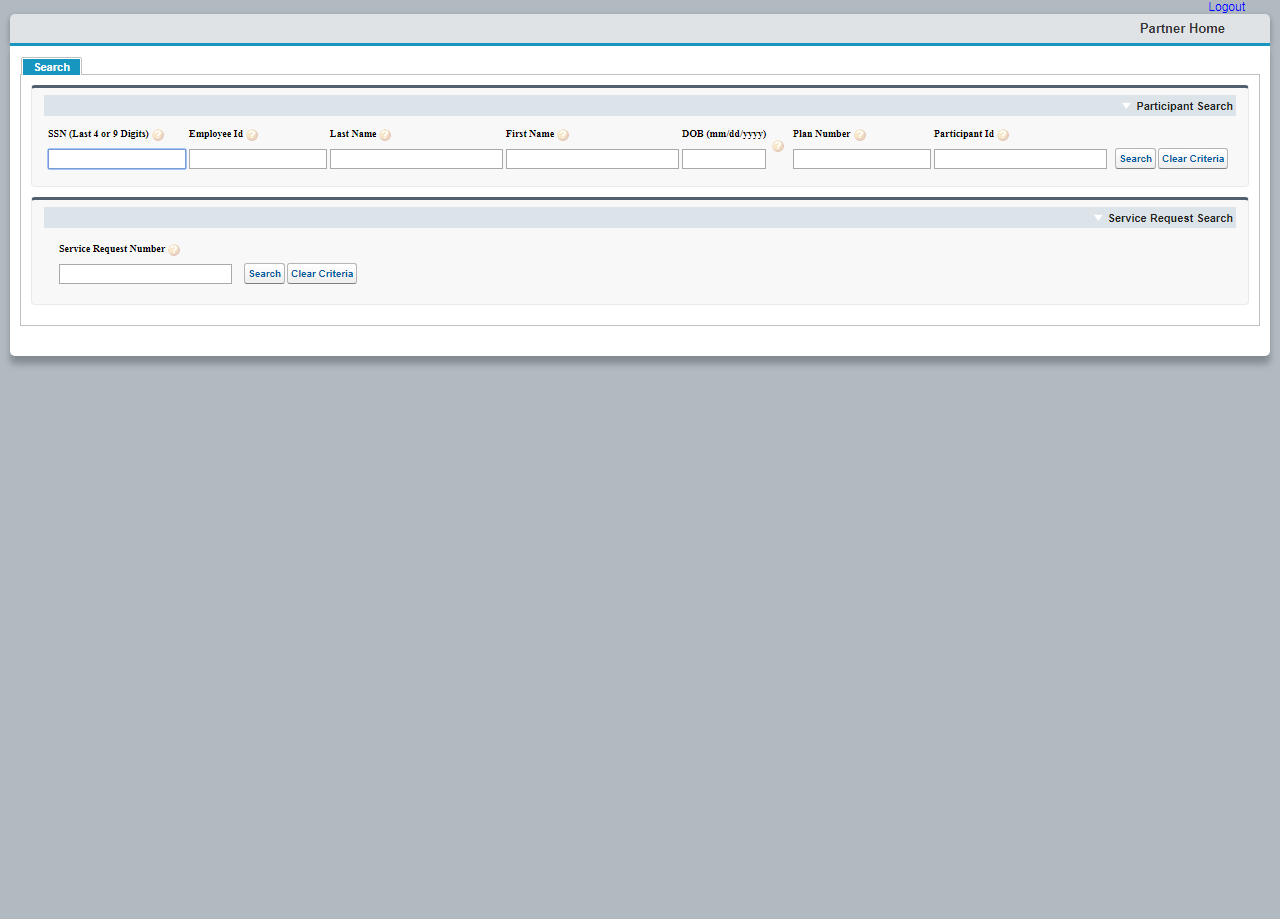 Logout
Partner Home
Search
Participant Search
SSN (Last 4 or 9 Digits) ? Employee Id ? Last Name ? First Name ? DOB (mm/dd/yyyy) ? Plan Number ? Participant Id ?
Search Clear Criteria
Service Request Search
Service Request Number ?
Search Clear Criteria